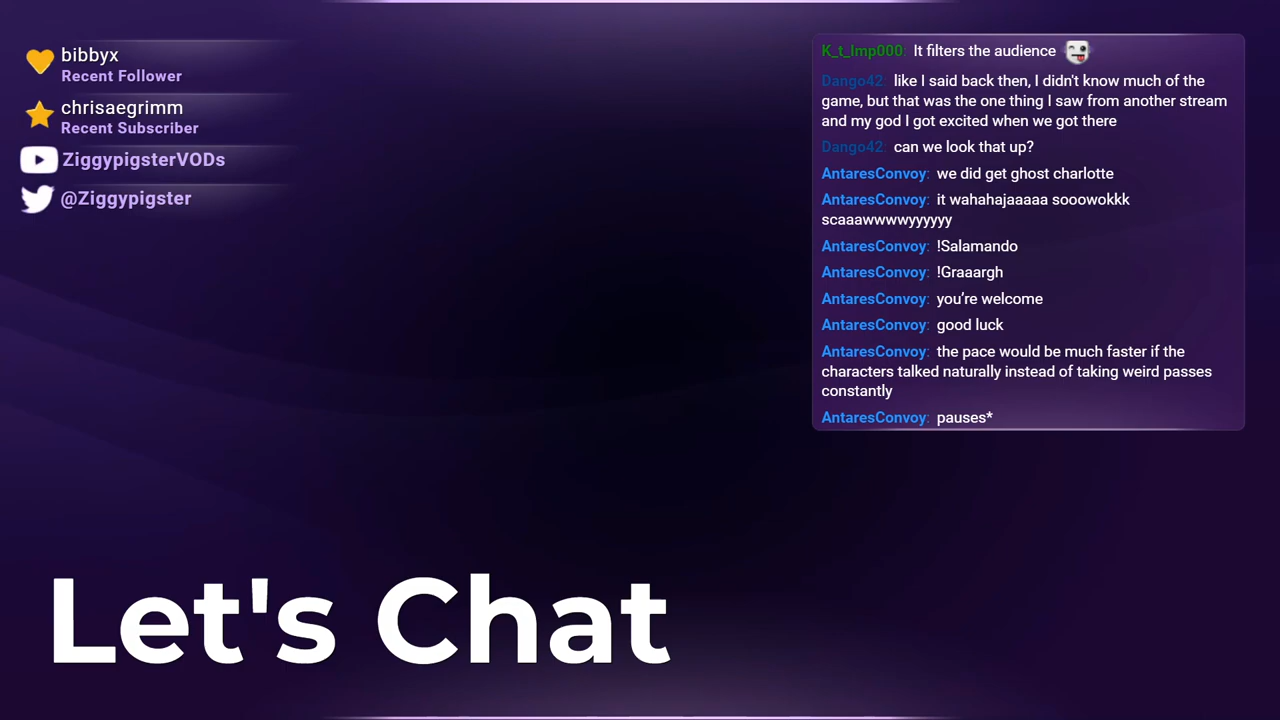 bibbyx
Recent Follower
chrisaegrimm
Recent Subscriber
ZiggypigsterVODs
@Ziggypigster
K_t_Imp000: It filters the audience
Dango42: like I said back then, I didn't know much of the
game, but that was the one thing I saw from another stream
and my god I got excited when we got there
Dango42: can we look that up?
AntaresConvoy: we did get ghost charlotte
AntaresConvoy: it wahahajaaaaa sooowokkk
scaaawwwwyyyyyy
AntaresConvoy: !Salamando
AntaresConvoy: !Graaargh
AntaresConvoy: you’re welcome
AntaresConvoy: good luck
AntaresConvoy: the pace would be much faster if the
characters talked naturally instead of taking weird passes
constantly
AntaresConvoy: pauses*
Let's Chat